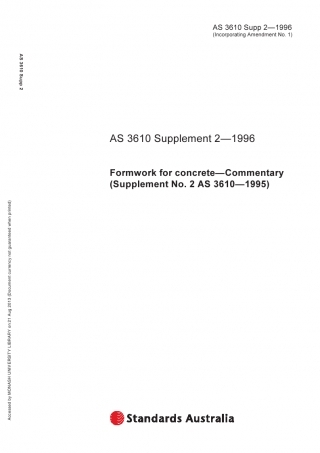 AS 3610 Supp 2—1996
(Incorporating Amendment No. 1)
AS 3610 Supp 2
AS 3610 Supplement 2—1996
Formwork for concrete—Commentary
(Supplement No. 2 AS 3610—1995)
Accessed by MONASH UNIVERSITY LIBRARY on 21 Aug 2013 (Document currency not guaranteed when printed)
Standards Australia